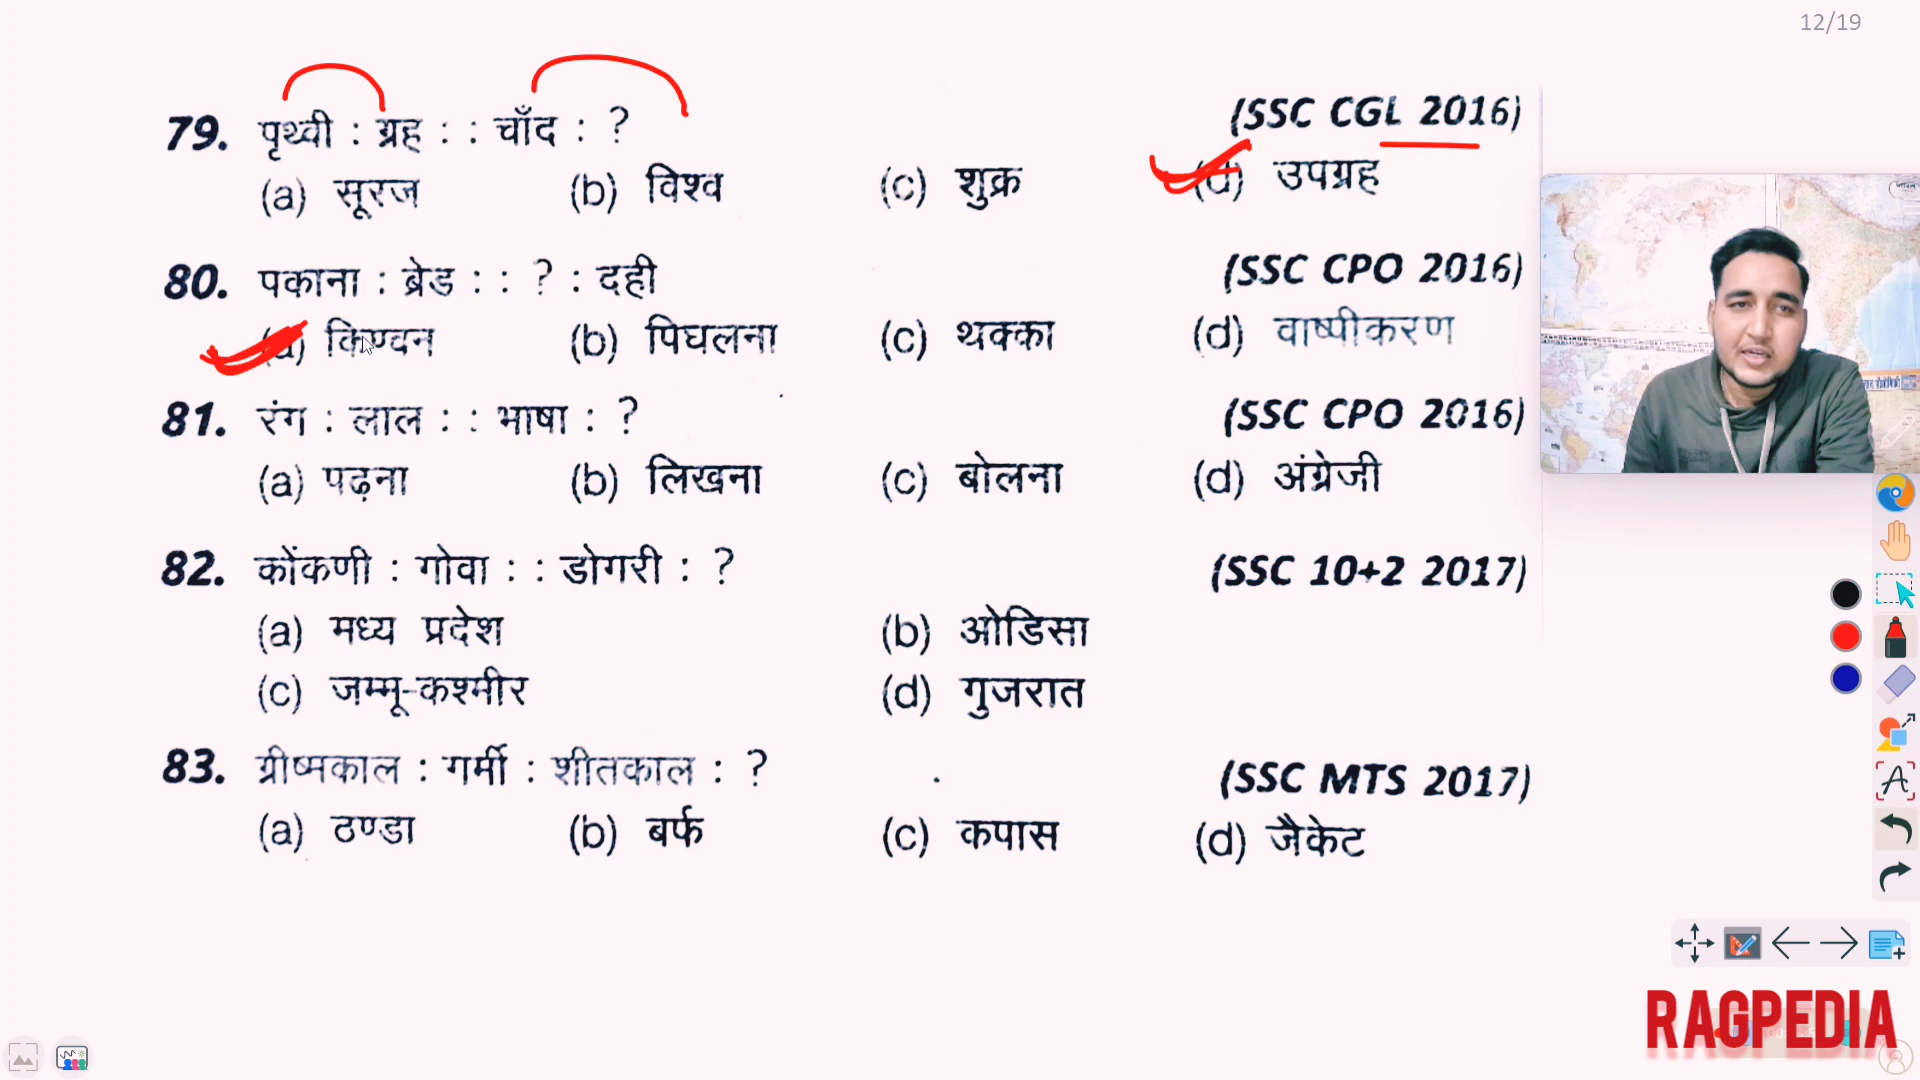 12/19
79. पृथ्वी : ग्रह : : चाँद : ? (SSC CGL 2016)
(a) सूरज (b) विश्व (c) शुक्र (d) उपग्रह
80. पकाना : ब्रेड : : ? : दही (SSC CPO 2016)
(a) किण्वन (b) पिघलना (c) थक्का (d) वाष्पीकरण
81. रंग : लाल : : भाषा : ? (SSC CPO 2016)
(a) पढ़ना (b) लिखना (c) बोलना (d) अंग्रेजी
82. कोंकणी : गोवा : : डोगरी : ? (SSC 10+2 2017)
(a) मध्य प्रदेश (b) ओडिसा
(c) जम्मू-कश्मीर (d) गुजरात
83. ग्रीष्मकाल : गर्मी : शीतकाल : ? (SSC MTS 2017)
(a) ठण्डा (b) बर्फ (c) कपास (d) जैकेट
RAGPEDIA